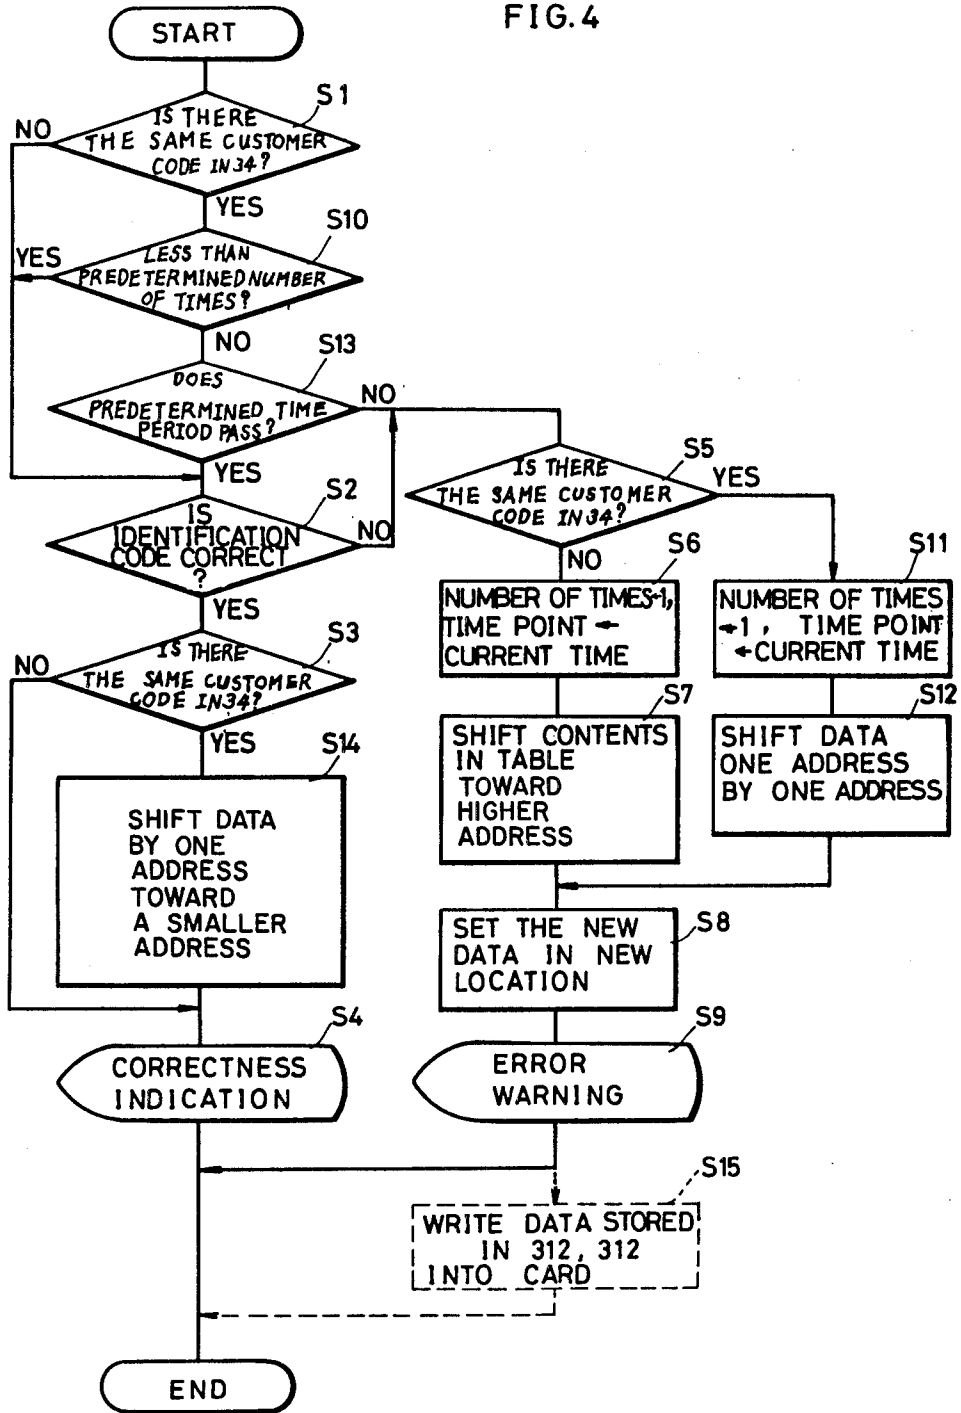 FIG.4
START
S1
IS THERE
THE SAME CUSTOMER
CODE IN 34?
NO
YES
S10
LESS THAN
PREDETERMINED NUMBER
OF TIMES?
YES
NO
S13
DOES
PREDETERMINED TIME
PERIOD PASS?
NO
YES
S2
IS
IDENTIFICATION
CODE CORRECT
?
NO
YES
S3
IS THERE
THE SAME CUSTOMER
CODE IN 34?
NO
YES
S14
SHIFT DATA
BY ONE
ADDRESS
TOWARD
A SMALLER
ADDRESS
S4
CORRECTNESS
INDICATION
S5
IS THERE
THE SAME CUSTOMER
CODE IN 34?
YES
NO
S6
NUMBER OF TIMES←1,
TIME POINT ←
CURRENT TIME
S11
NUMBER OF TIMES
←1, TIME POINT
←CURRENT TIME
S7
SHIFT CONTENTS
IN TABLE
TOWARD
HIGHER
ADDRESS
S12
SHIFT DATA
ONE ADDRESS
BY ONE ADDRESS
S8
SET THE NEW
DATA IN NEW
LOCATION
S9
ERROR
WARNING
S15
WRITE DATA STORED
IN 312, 312
INTO CARD
END